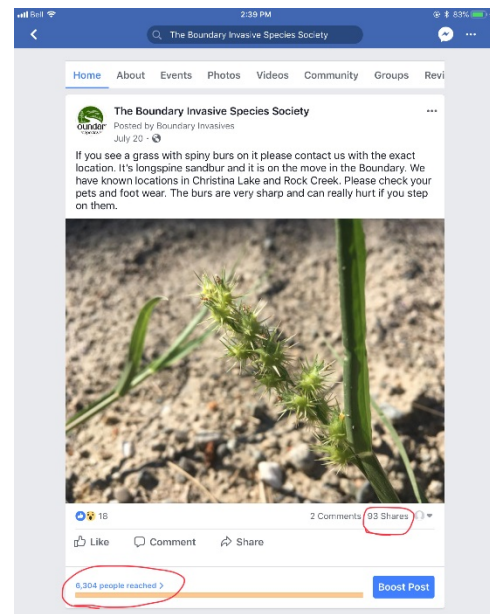 Bell 2:39 PM 83%
The Boundary Invasive Species Society
Home About Events Photos Videos Community Groups Revi
The Boundary Invasive Species Society
Posted by Boundary Invasives
July 20
If you see a grass with spiny burs on it please contact us with the exact
location. It's longspine sandbur and it is on the move in the Boundary. We
have known locations in Christina Lake and Rock Creek. Please check your
pets and foot wear. The burs are very sharp and can really hurt if you step
on them.
18 2 Comments 93 Shares
Like Comment Share
6,304 people reached >
Boost Post